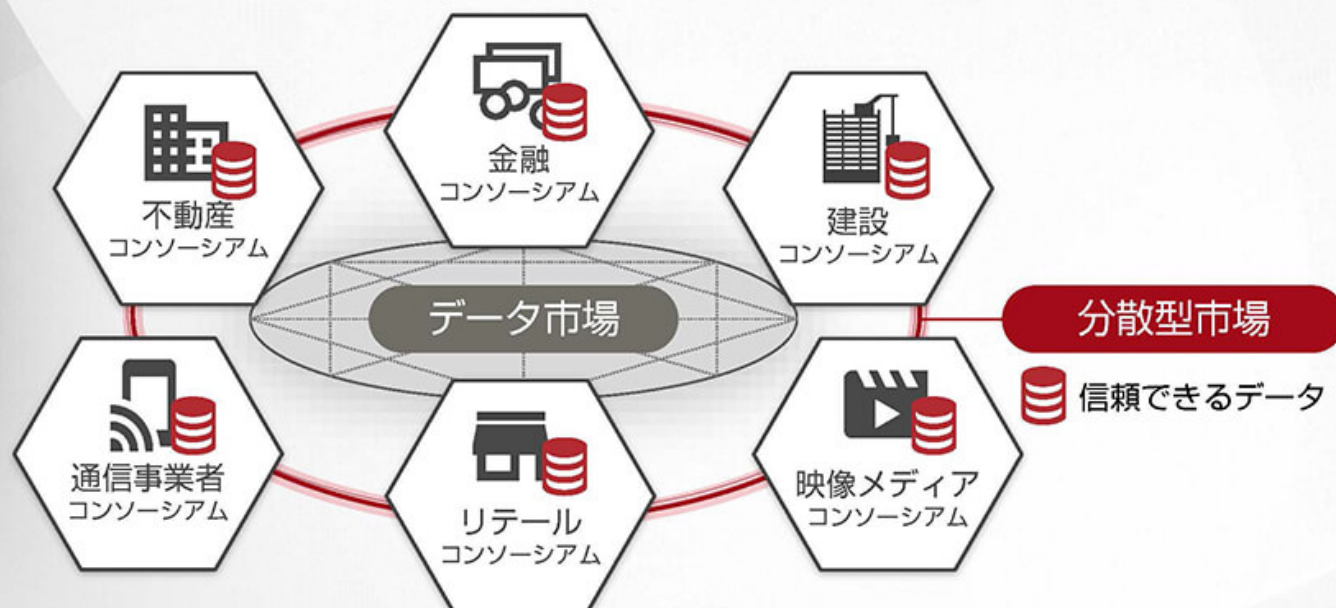 金融
コンソーシアム
不動産
コンソーシアム
建設
コンソーシアム
データ市場
分散型市場
信頼できるデータ
通信事業者
コンソーシアム
リテール
コンソーシアム
映像メディア
コンソーシアム